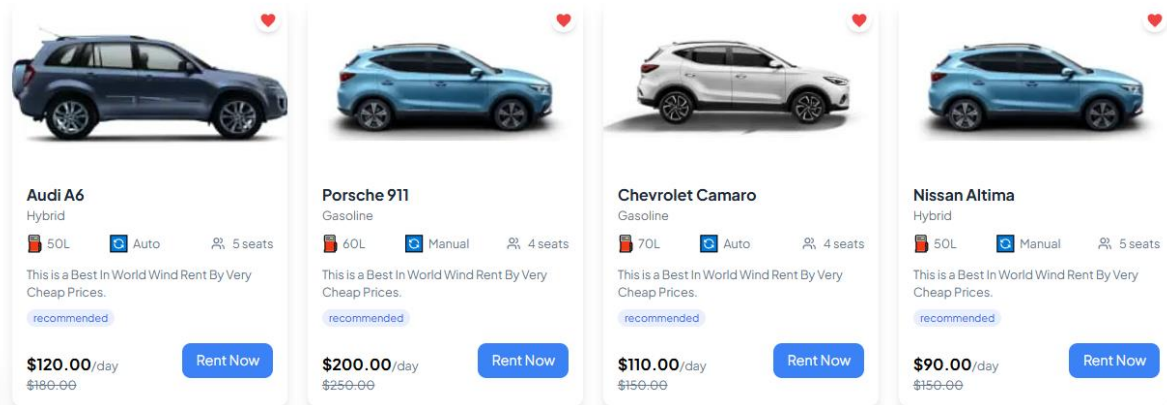 Audi A6
Hybrid
50L Auto 5 seats
This is a Best In World Wind Rent By Very
Cheap Prices.
recommended
$120.00/day
$180.00
Rent Now
Porsche 911
Gasoline
60L Manual 4 seats
This is a Best In World Wind Rent By Very
Cheap Prices.
recommended
$200.00/day
$250.00
Rent Now
Chevrolet Camaro
Gasoline
70L Auto 4 seats
This is a Best In World Wind Rent By Very
Cheap Prices.
recommended
$110.00/day
$150.00
Rent Now
Nissan Altima
Hybrid
50L Manual 5 seats
This is a Best In World Wind Rent By Very
Cheap Prices.
recommended
$90.00/day
$150.00
Rent Now